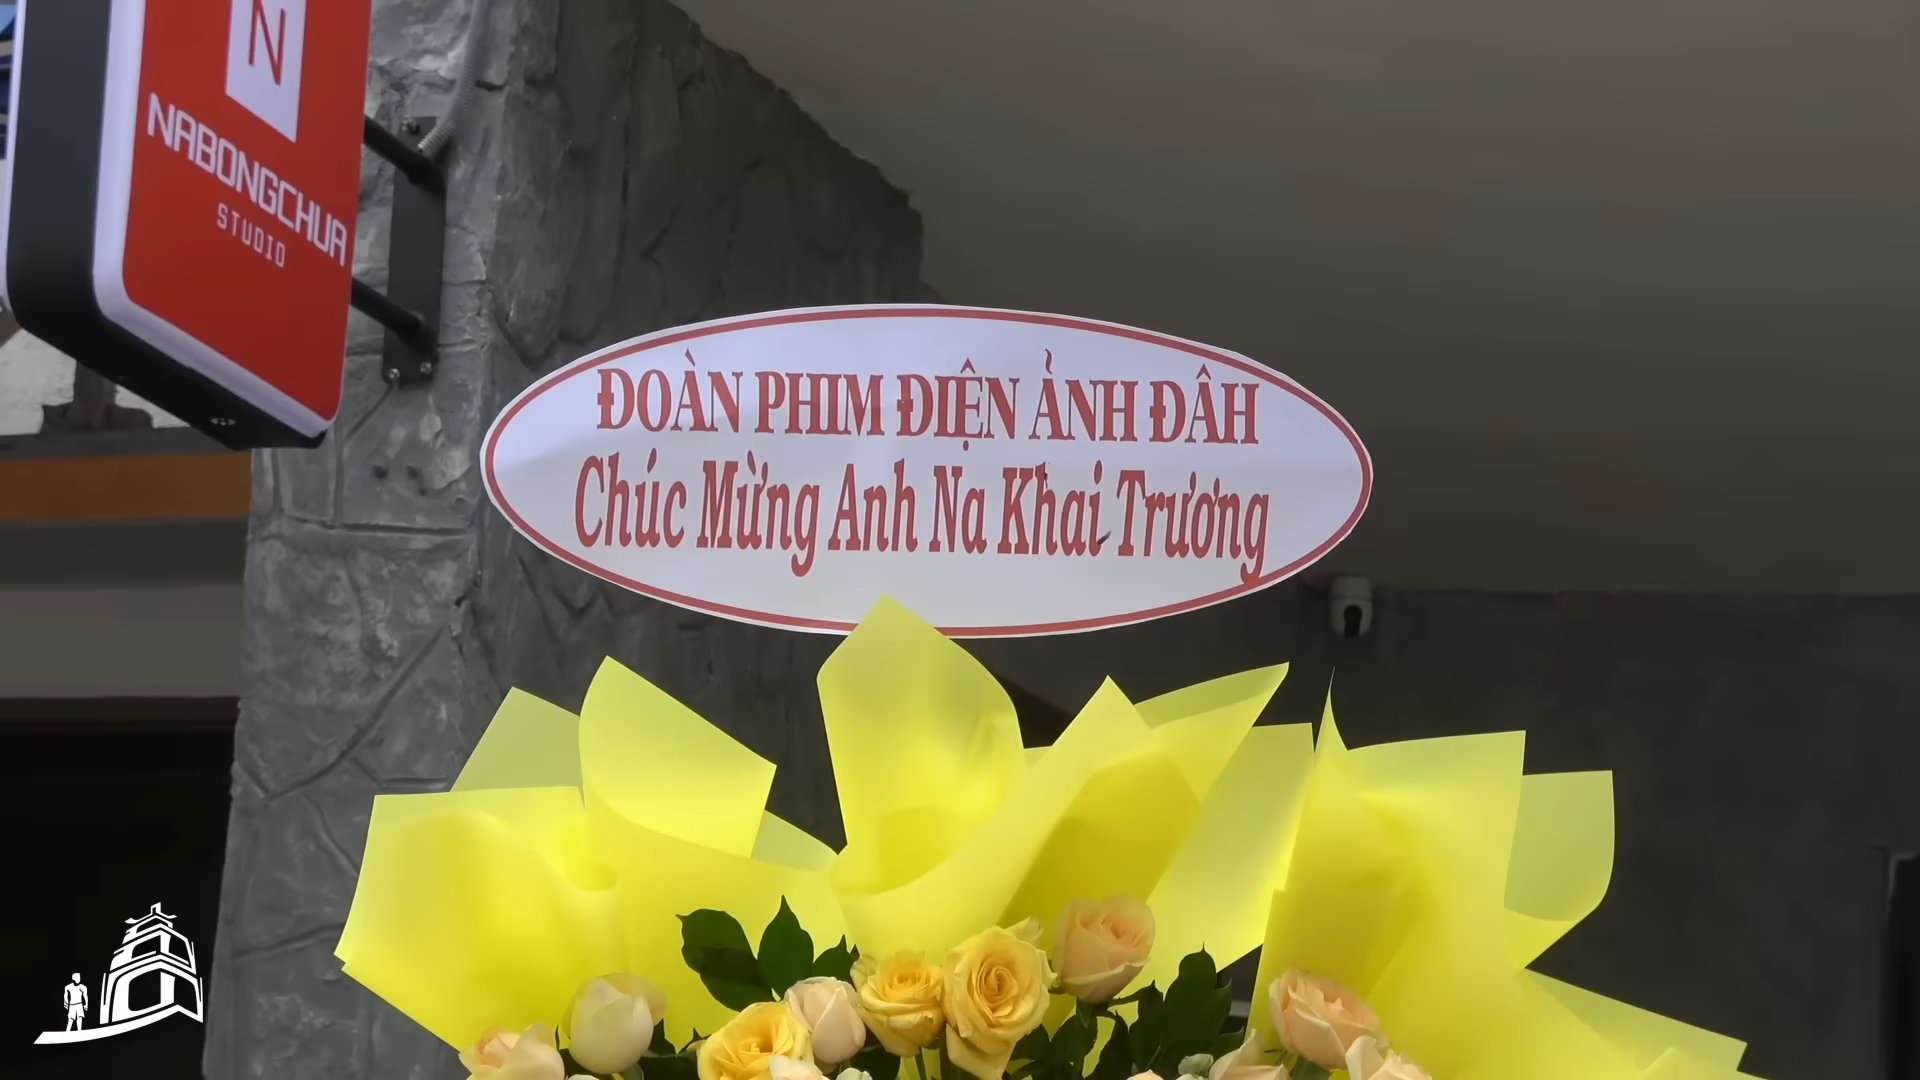 N
NABONGCHUA
STUDIO
ĐOÀN PHIM ĐIỆN ẢNH ĐÂH
Chúc Mừng Anh Na Khai Trương